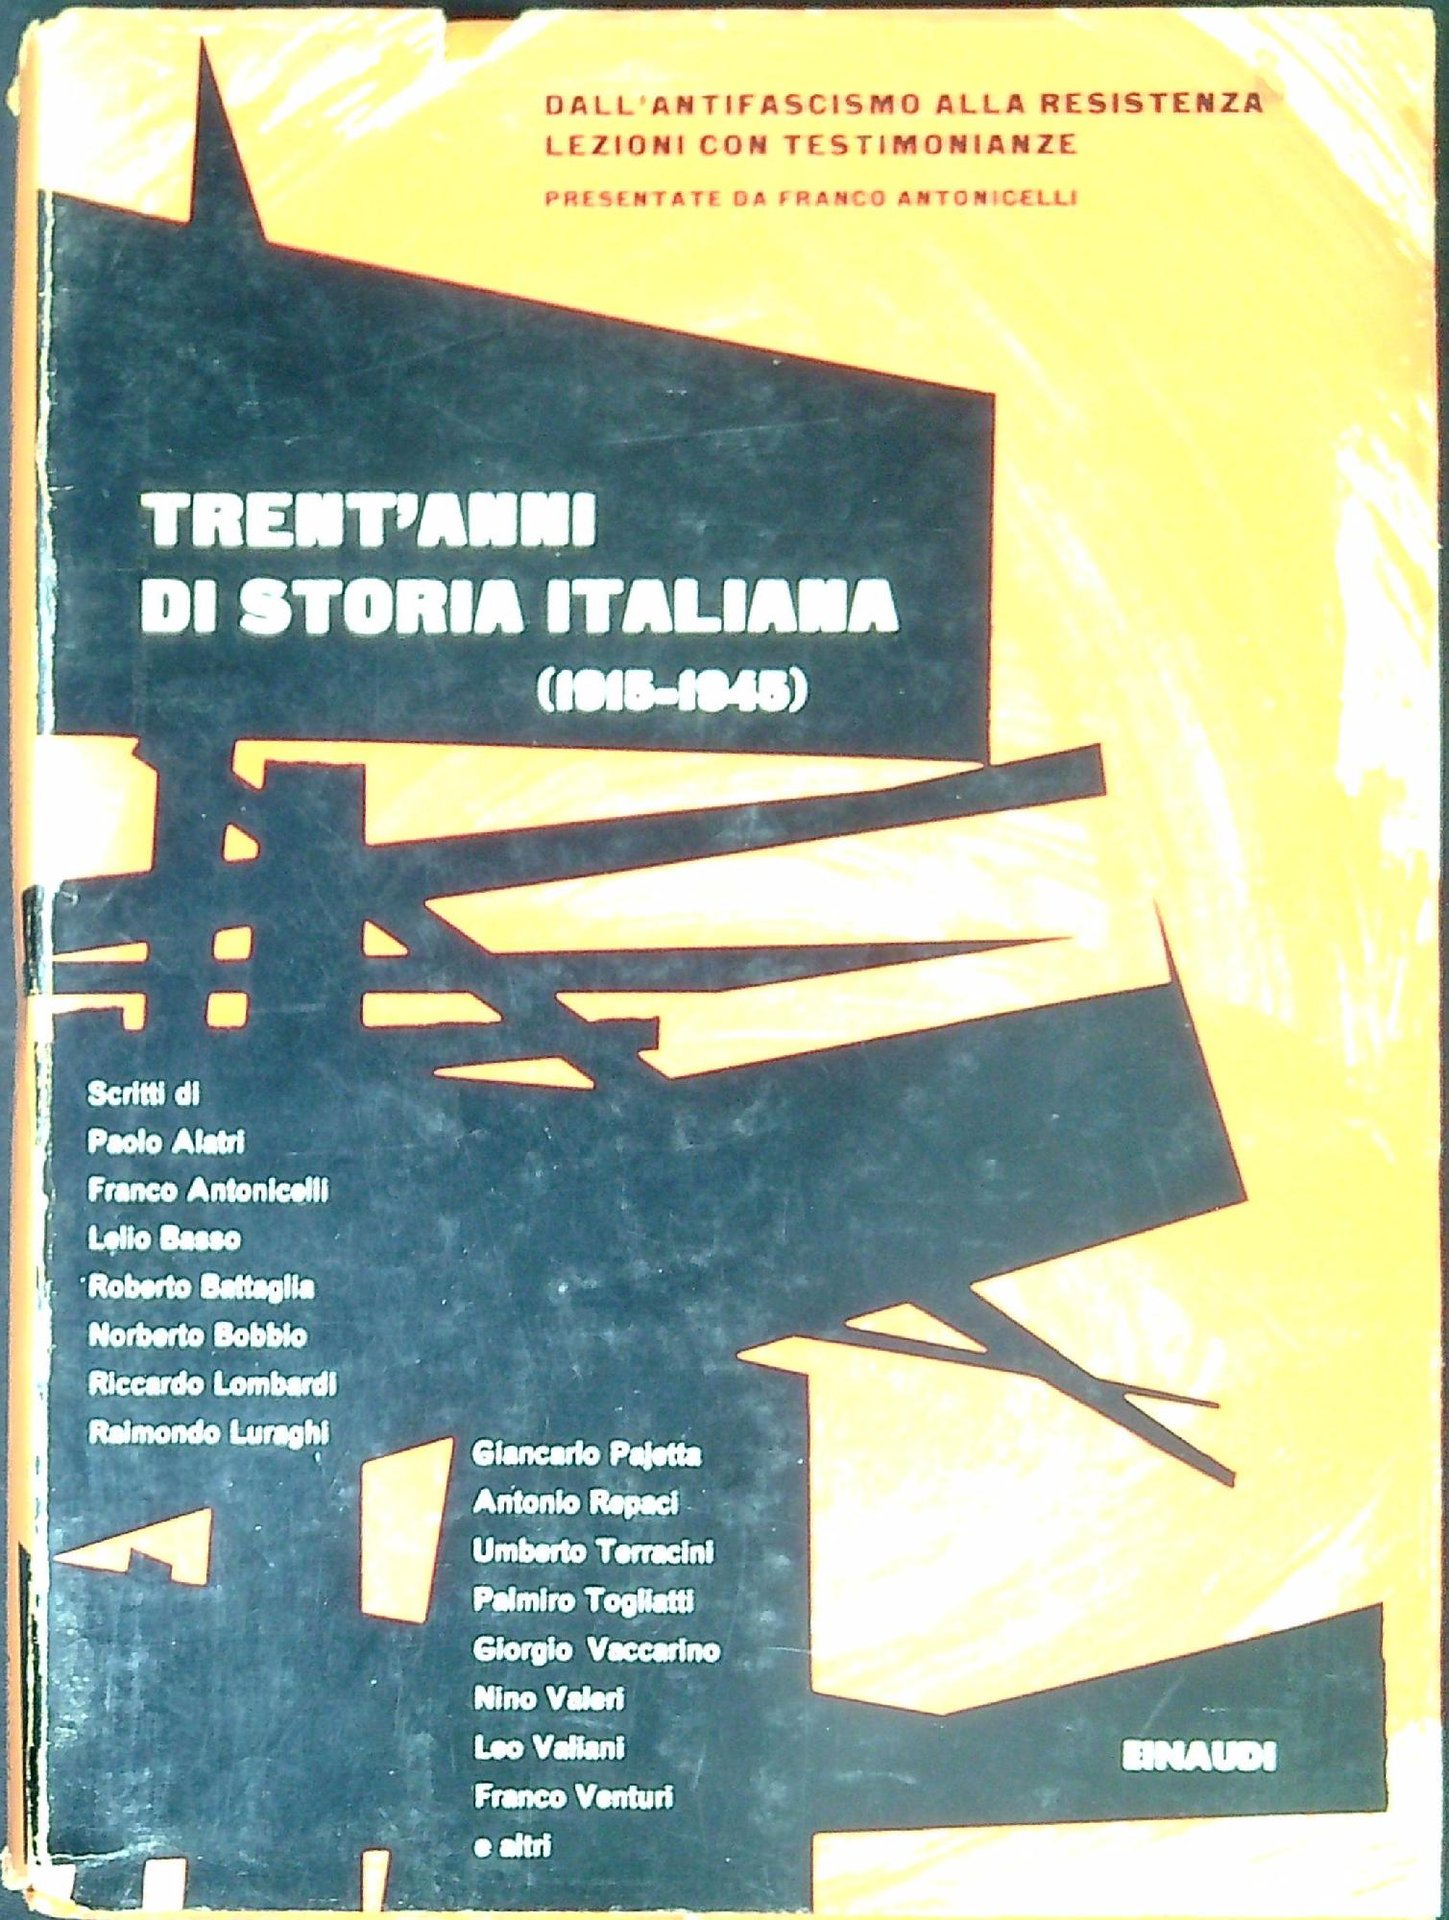 DALL'ANTIFASCISMO ALLA RESISTENZA
LEZIONI CON TESTIMONIANZE
PRESENTATE DA FRANCO ANTONICELLI
TRENT'ANNI
DI STORIA ITALIANA
(1915-1945)
Scritti di
Paolo Alatri
Franco Antonicelli
Lelio Basso
Roberto Battaglia
Norberto Bobbio
Riccardo Lombardi
Raimondo Luraghi
Giancarlo Pajetta
Antonio Repaci
Umberto Terracini
Palmiro Togliatti
Giorgio Vaccarino
Nino Valeri
Leo Valiani
Franco Venturi
e altri
EINAUDI